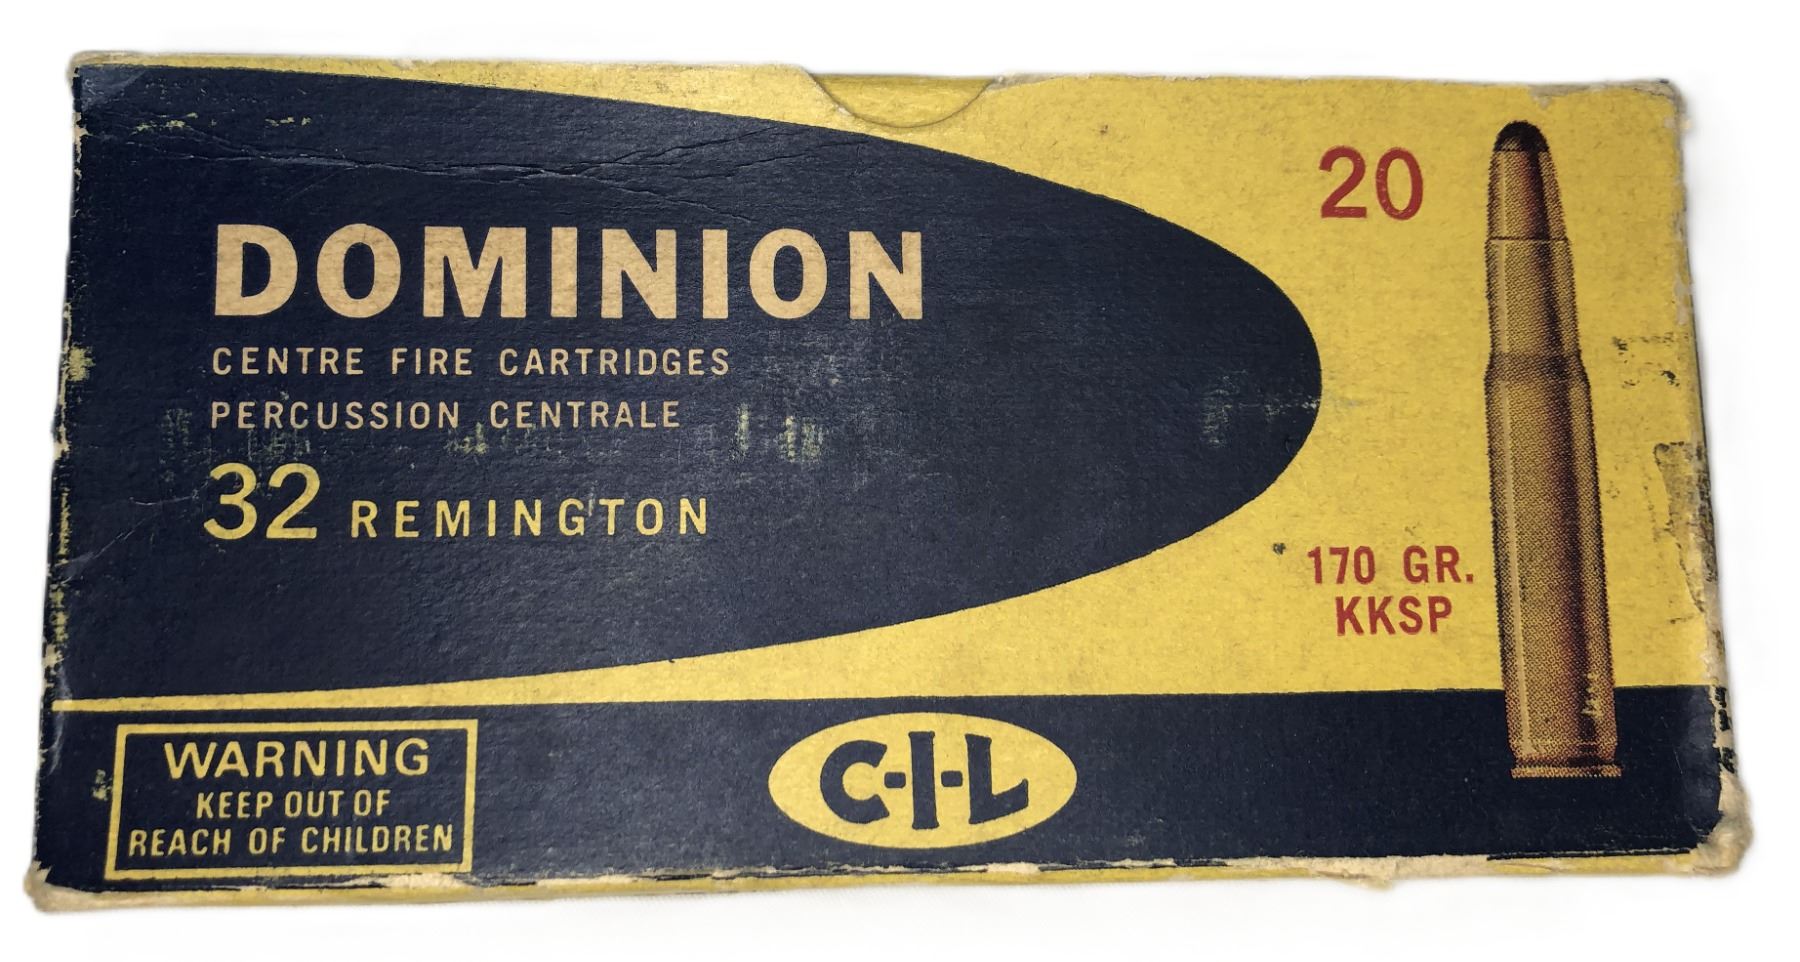 DOMINION
CENTRE FIRE CARTRIDGES
PERCUSSION CENTRALE
32 REMINGTON
20
170 GR.
KKSP
WARNING
KEEP OUT OF
REACH OF CHILDREN
C-I-L